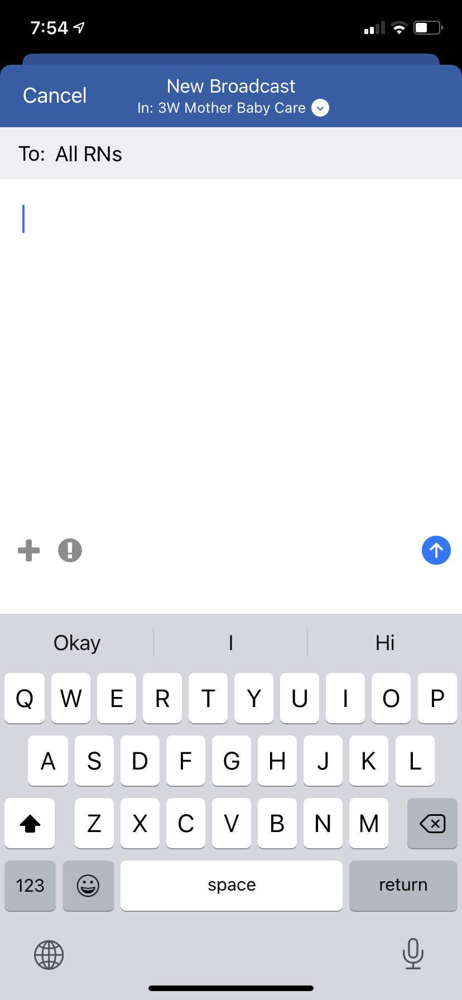 7:54
Cancel
New Broadcast
In: 3W Mother Baby Care
To: All RNs
Okay I Hi
Q W E R T Y U I O P
A S D F G H J K L
Z X C V B N M
123 space return